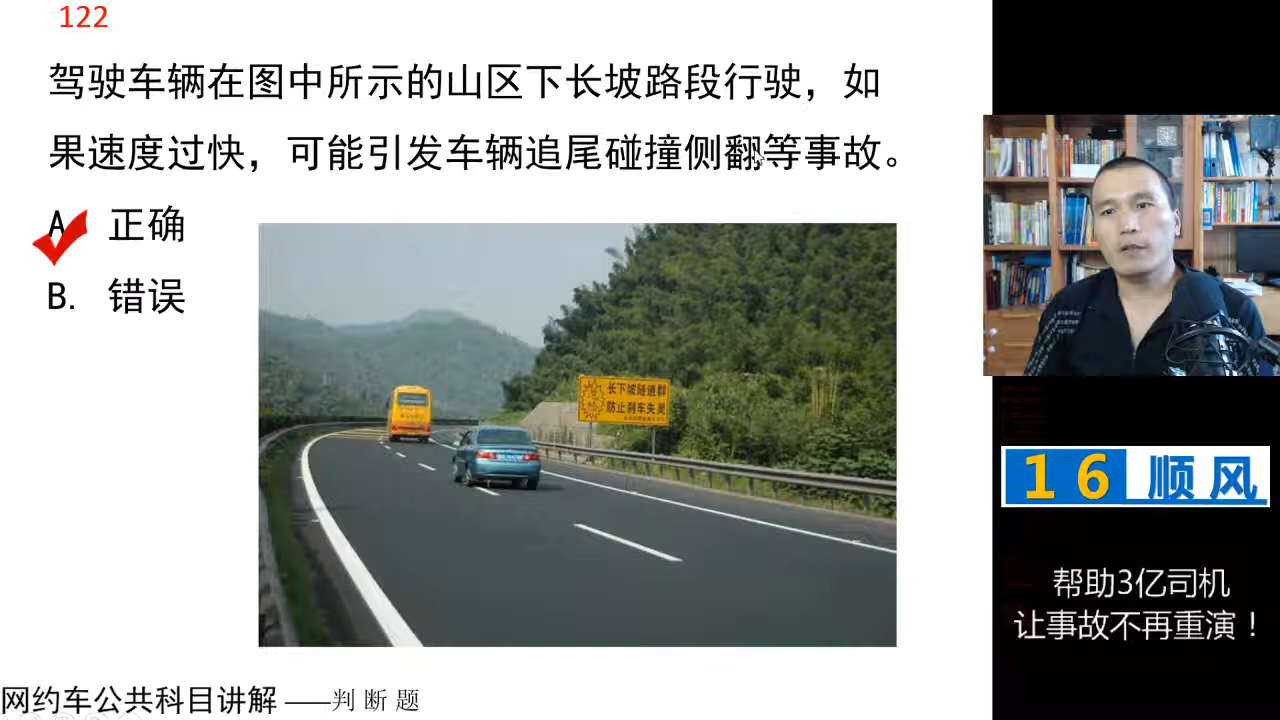 122
驾驶车辆在图中所示的山区下长坡路段行驶，如
果速度过快，可能引发车辆追尾碰撞侧翻等事故。
A 正确
B. 错误
长下坡隧道群
防止刹车失灵
16顺风
帮助3亿司机
让事故不再重演！
网约车公共科目讲解 ——判断题